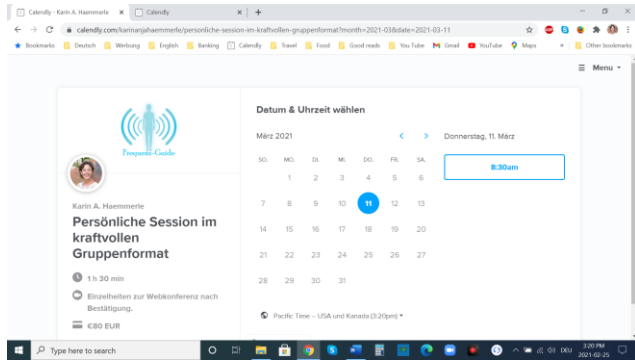 Calendly - Karin A. Haemmerle
Calendly
calendly.com/karinanjahaemmerle/personliche-session-im-kraftvollen-gruppenformat?month=2021-03&date=2021-03-11
Bookmarks Deutsch Werbung English Banking Calendly Travel Food Good reads You Tube Gmail YouTube Maps Other bookmarks
Menu
Frequenz-Guide
Karin A. Haemmerle
Persönliche Session im
kraftvollen
Gruppenformat
1 h 30 min
Einzelheiten zur Webkonferenz nach
Bestätigung.
€80 EUR
Datum & Uhrzeit wählen
März 2021
SO. MO. DI. MI. DO. FR. SA.
1 2 3 4 5 6
7 8 9 10 11 12 13
14 15 16 17 18 19 20
21 22 23 24 25 26 27
28 29 30 31
Pacific Time – USA und Kanada (3:20pm)
Donnerstag, 11. März
8:30am
Type here to search
DEU
3:20 PM
2021-02-25